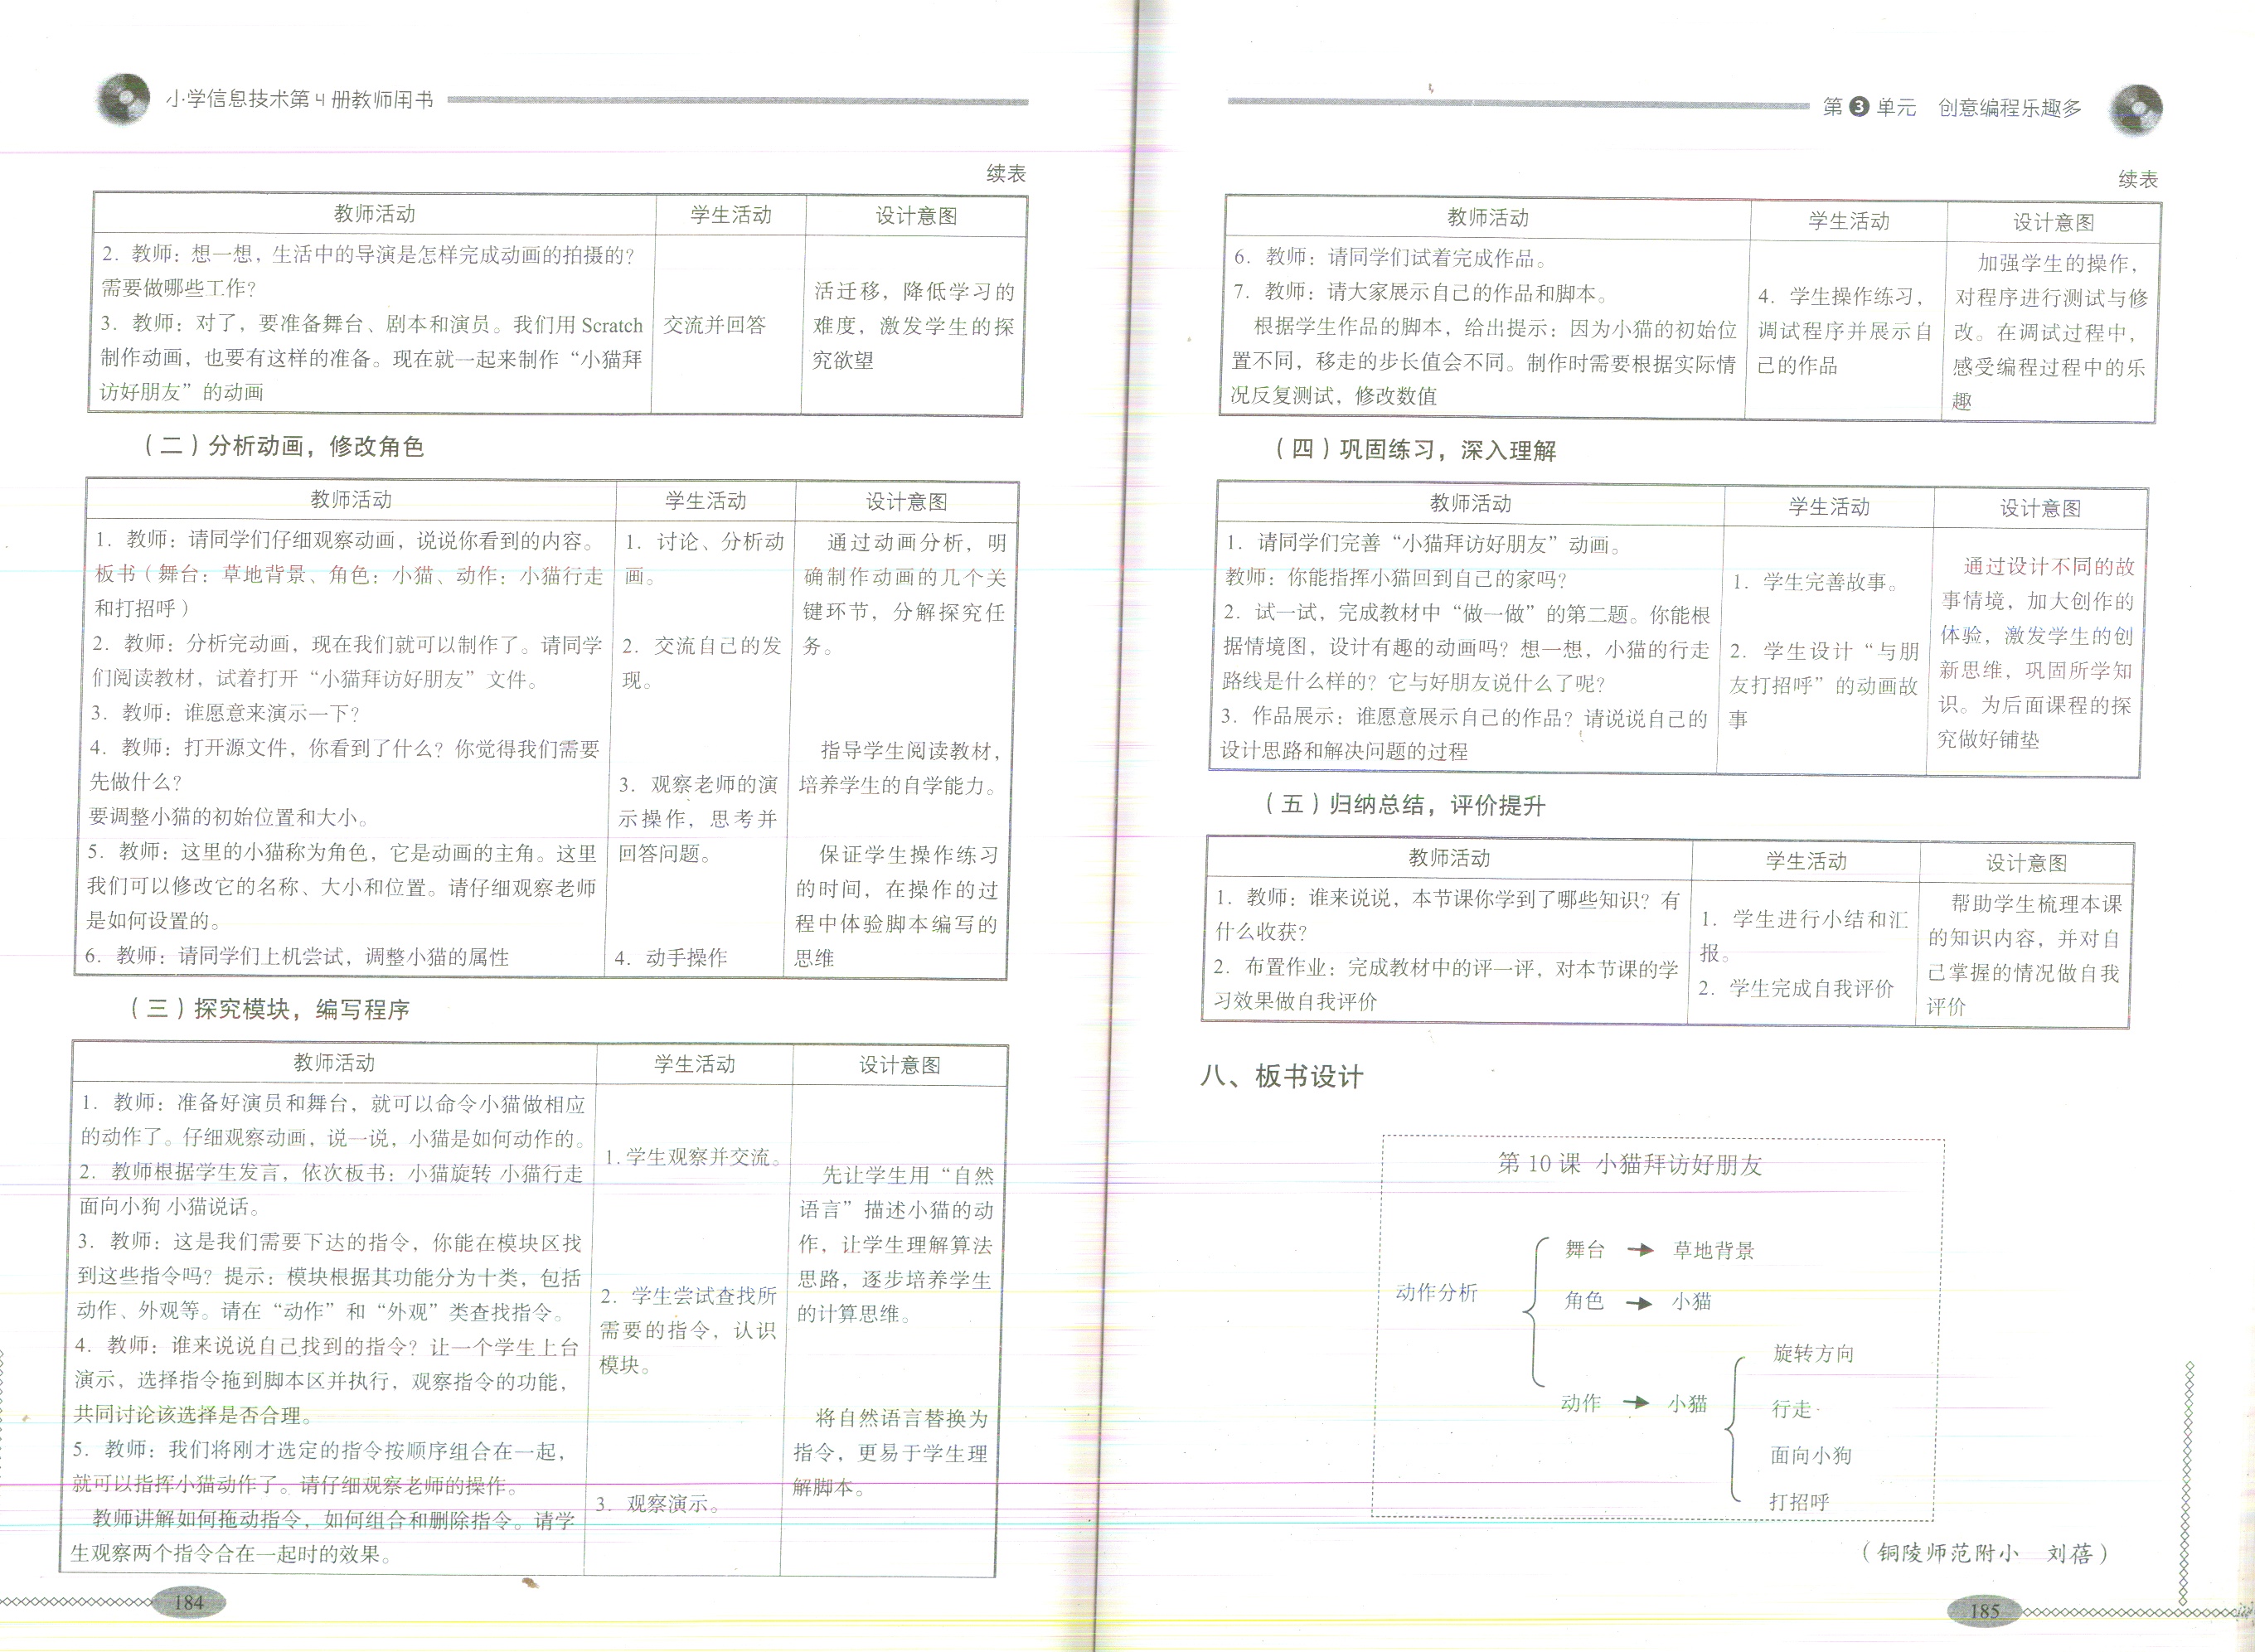 小学信息技术第4册教师用书
续表
教师活动
学生活动
设计意图
2. 教师：想一想，生活中的导演是怎样完成动画的拍摄的？
需要做哪些工作？
3. 教师：对了，要准备舞台、剧本和演员。我们用 Scratch
制作动画，也要有这样的准备。现在就一起来制作“小猫拜
访好朋友”的动画
交流并回答
活迁移，降低学习的
难度，激发学生的探
究欲望
（二）分析动画，修改角色
教师活动
学生活动
设计意图
1. 教师：请同学们仔细观察动画，说说你看到的内容。
板书（舞台：草地背景、角色：小猫、动作：小猫行走
和打招呼）
2. 教师：分析完动画，现在我们就可以制作了。请同学
们阅读教材，试着打开“小猫拜访好朋友”文件。
3. 教师：谁愿意来演示一下？
4. 教师：打开源文件，你看到了什么？你觉得我们需要
先做什么？
要调整小猫的初始位置和大小。
5. 教师：这里的小猫称为角色，它是动画的主角。这里
我们可以修改它的名称、大小和位置。请仔细观察老师
是如何设置的。
6. 教师：请同学们上机尝试，调整小猫的属性
1. 讨论、分析动
画。
2. 交流自己的发
现。
3. 观察老师的演
示操作，思考并
回答问题。
4. 动手操作
通过动画分析，明
确制作动画的几个关
键环节，分解探究任
务。
指导学生阅读教材，
培养学生的自学能力。
保证学生操作练习
的时间，在操作的过
程中体验脚本编写的
思维
（三）探究模块，编写程序
教师活动
学生活动
设计意图
1. 教师：准备好演员和舞台，就可以命令小猫做相应
的动作了。仔细观察动画，说一说，小猫是如何动作的。
2. 教师根据学生发言，依次板书：小猫旋转 小猫行走
面向小狗 小猫说话。
3. 教师：这是我们需要下达的指令，你能在模块区找
到这些指令吗？提示：模块根据其功能分为十类，包括
动作、外观等。请在“动作”和“外观”类查找指令。
4. 教师：谁来说说自己找到的指令？让一个学生上台
演示，选择指令拖到脚本区并执行，观察指令的功能，
共同讨论该选择是否合理。
5. 教师：我们将刚才选定的指令按顺序组合在一起，
就可以指挥小猫动作了。请仔细观察老师的操作。
教师讲解如何拖动指令，如何组合和删除指令。请学
生观察两个指令合在一起时的效果。
1. 学生观察并交流。
2. 学生尝试查找所
需要的指令，认识
模块。
3. 观察演示。
先让学生用“自然
语言”描述小猫的动
作，让学生理解算法
思路，逐步培养学生
的计算思维。
将自然语言替换为
指令，更易于学生理
解脚本。
184
第3单元 创意编程乐趣多
续表
教师活动
学生活动
设计意图
6. 教师：请同学们试着完成作品。
7. 教师：请大家展示自己的作品和脚本。
根据学生作品的脚本，给出提示：因为小猫的初始位
置不同，移走的步长值会不同。制作时需要根据实际情
况反复测试，修改数值
4. 学生操作练习，
调试程序并展示自
己的作品
加强学生的操作，
对程序进行测试与修
改。在调试过程中，
感受编程过程中的乐
趣
（四）巩固练习，深入理解
教师活动
学生活动
设计意图
1. 请同学们完善“小猫拜访好朋友”动画。
教师：你能指挥小猫回到自己的家吗？
2. 试一试，完成教材中“做一做”的第二题。你能根
据情境图，设计有趣的动画吗？想一想，小猫的行走
路线是什么样的？它与好朋友说什么了呢？
3. 作品展示：谁愿意展示自己的作品？请说说自己的
设计思路和解决问题的过程
1. 学生完善故事。
2. 学生设计“与朋
友打招呼”的动画故
事
通过设计不同的故
事情境，加大创作的
体验，激发学生的创
新思维，巩固所学知
识。为后面课程的探
究做好铺垫
（五）归纳总结，评价提升
教师活动
学生活动
设计意图
1. 教师：谁来说说，本节课你学到了哪些知识？有
什么收获？
2. 布置作业：完成教材中的评一评，对本节课的学
习效果做自我评价
1. 学生进行小结和汇
报。
2. 学生完成自我评价
帮助学生梳理本课
的知识内容，并对自
己掌握的情况做自我
评价
八、板书设计
第 10 课 小猫拜访好朋友
动作分析
舞台 → 草地背景
角色 → 小猫
动作 → 小猫
旋转方向
行走
面向小狗
打招呼
（铜陵师范附小 刘蓓）
185